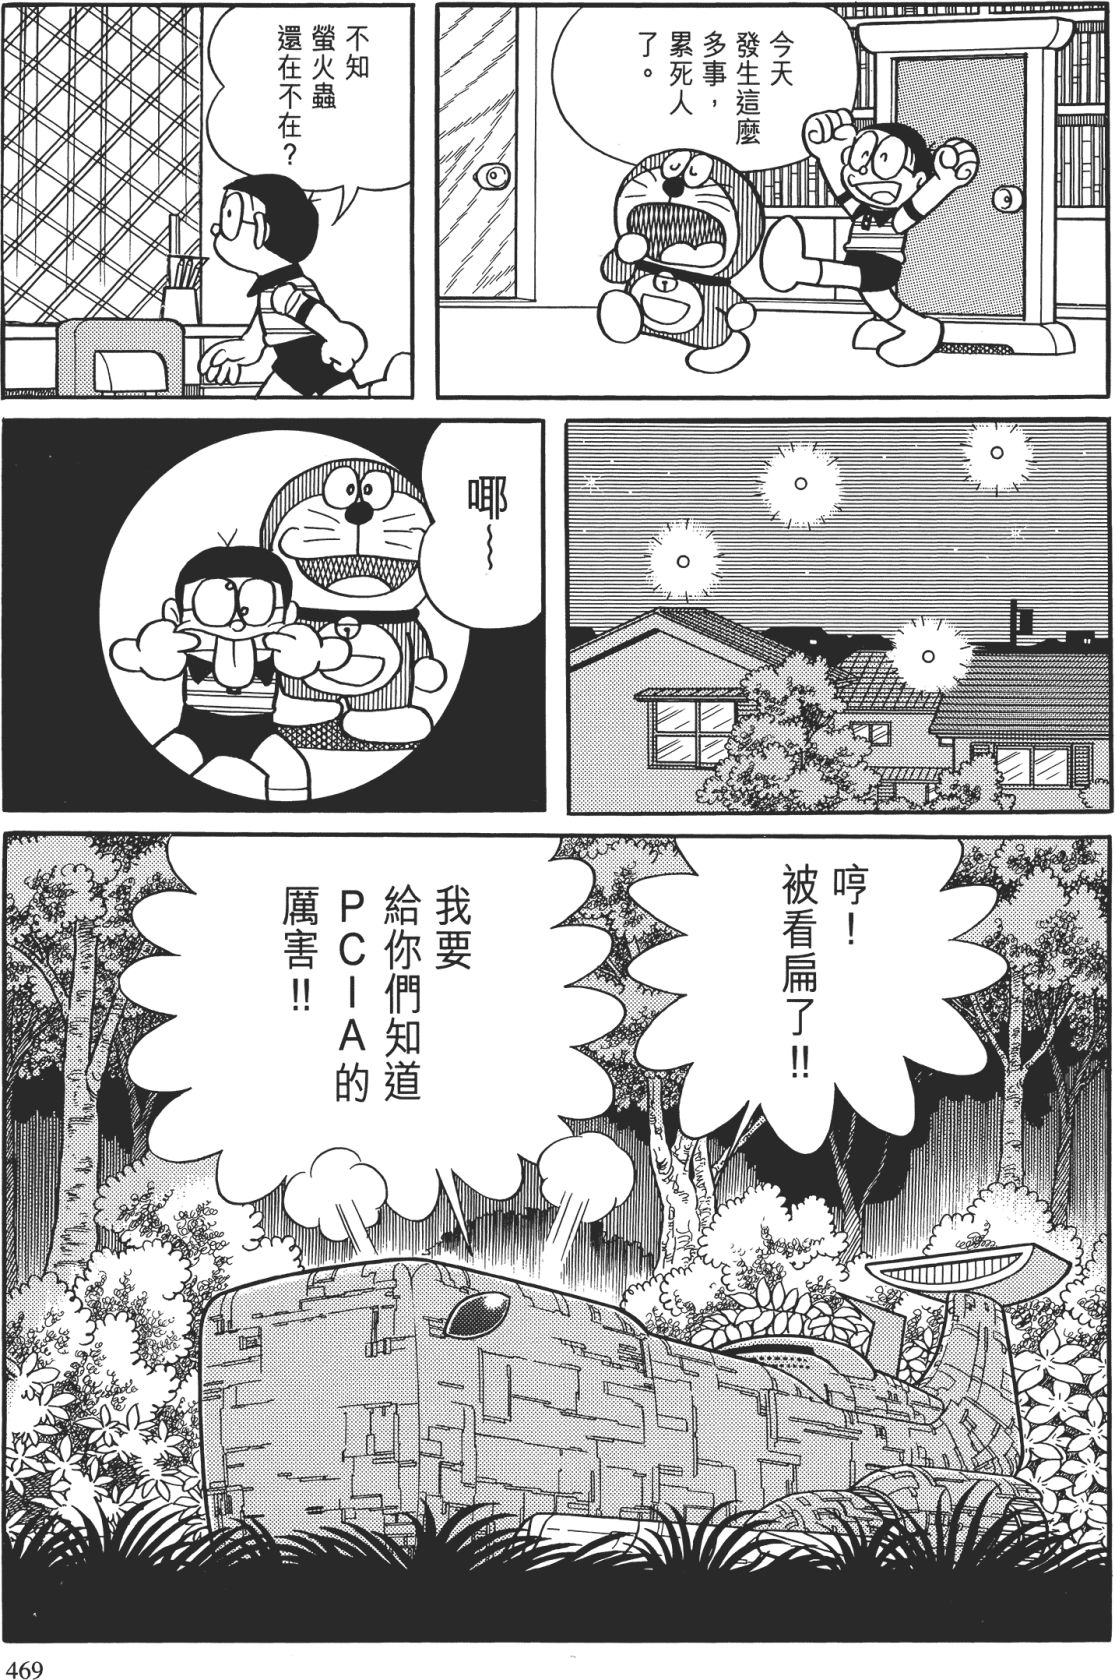 今天
發生這麼
多事，
累死人
了。
不知
螢火蟲
還在不在？
哪～
哼！
被看扁了!!
我要
給你們知道
PCIA的
厲害!!
469